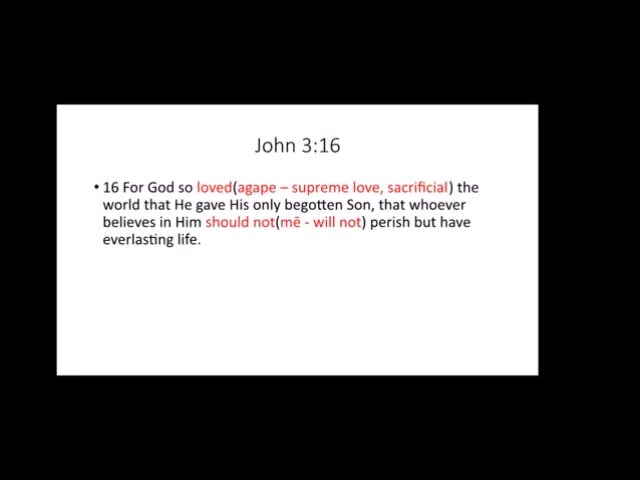 John 3:16
• 16 For God so loved(agape – supreme love, sacrificial) the
world that He gave His only begotten Son, that whoever
believes in Him should not(mē - will not) perish but have
everlasting life.